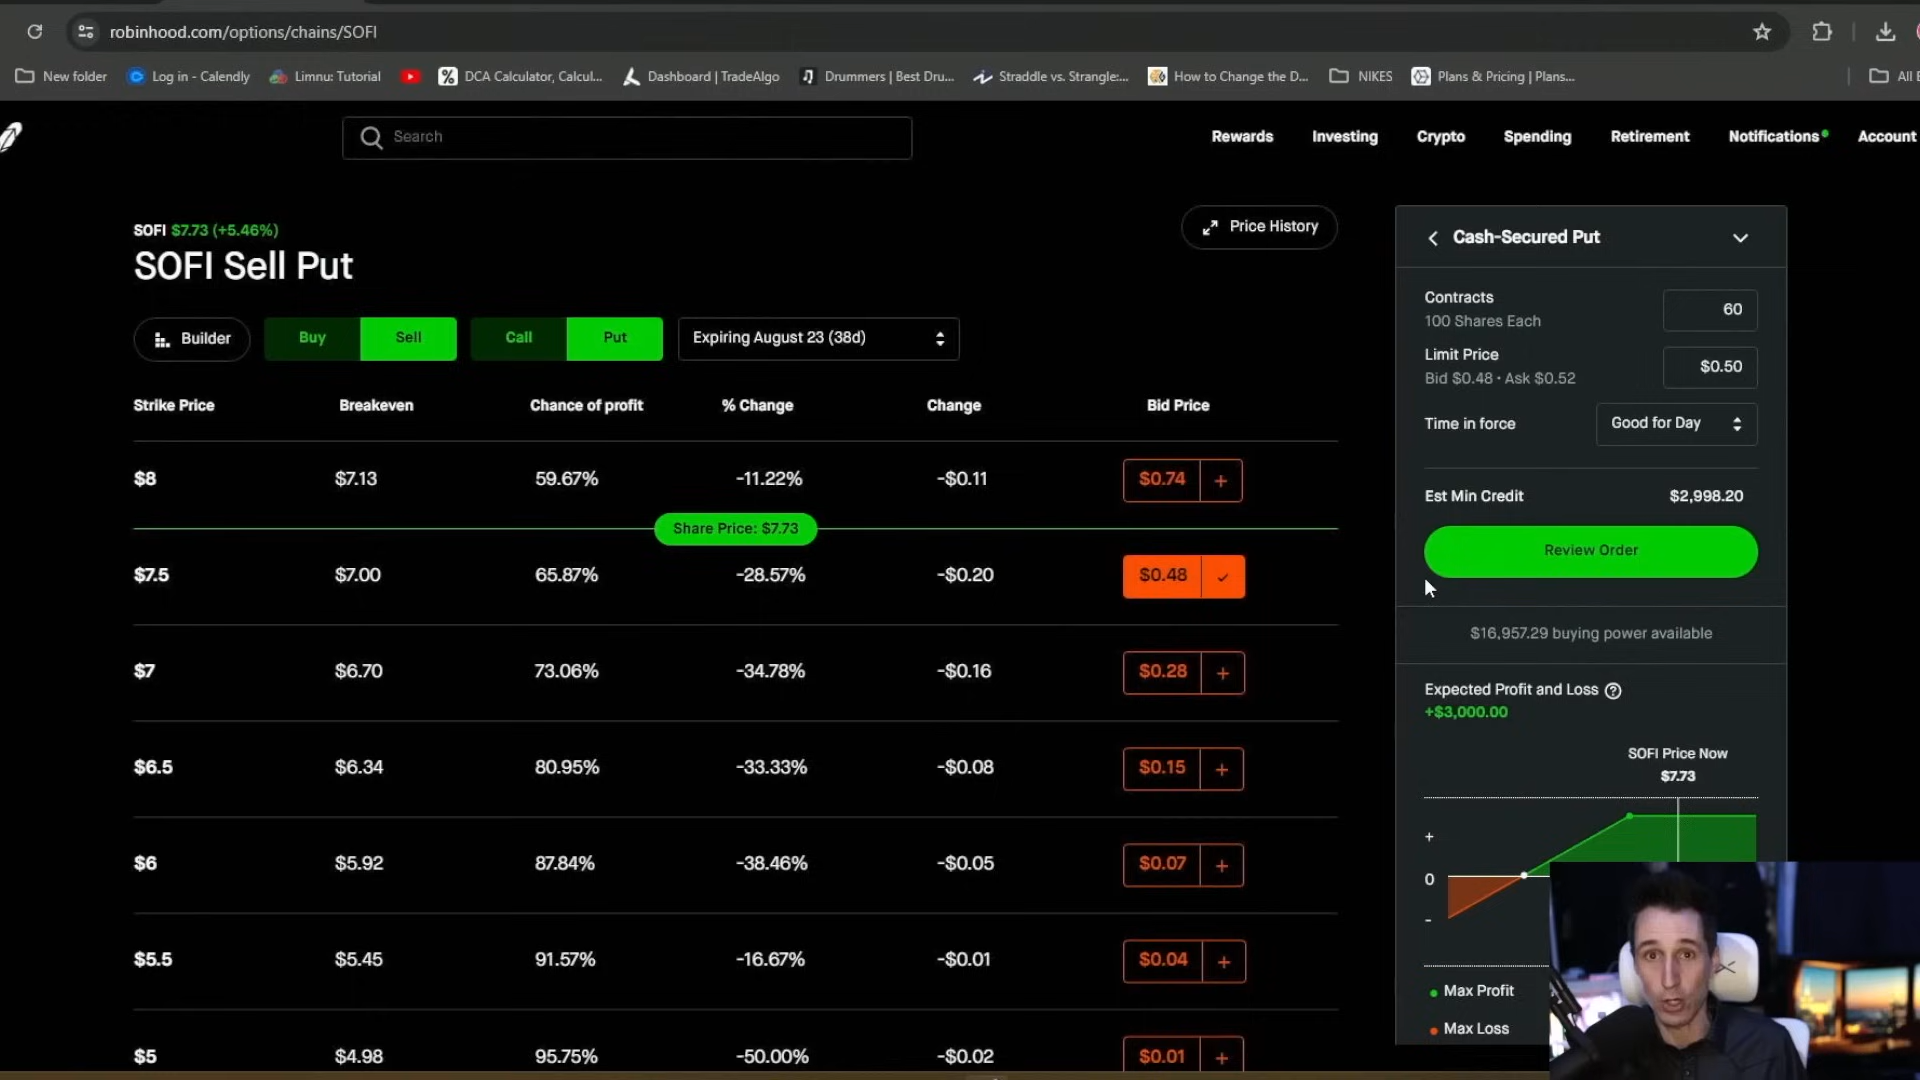 robinhood.com/options/chains/SOFI
New folder
Log in - Calendly
Limnu: Tutorial
DCA Calculator, Calcul...
Dashboard | TradeAlgo
Drummers | Best Dru...
Straddle vs. Strangle:...
How to Change the D...
NIKES
Plans & Pricing | Plans...
Search
Rewards
Investing
Crypto
Spending
Retirement
Notifications
Account
SOFI $7.73 (+5.46%)
SOFI Sell Put
Price History
Builder
Buy
Sell
Call
Put
Expiring August 23 (38d)
Strike Price Breakeven Chance of profit % Change Change Bid Price
$8 $7.13 59.67% -11.22% -$0.11 $0.74 +
Share Price: $7.73
$7.5 $7.00 65.87% -28.57% -$0.20 $0.48
$7 $6.70 73.06% -34.78% -$0.16 $0.28 +
$6.5 $6.34 80.95% -33.33% -$0.08 $0.15 +
$6 $5.92 87.84% -38.46% -$0.05 $0.07 +
$5.5 $5.45 91.57% -16.67% -$0.01 $0.04 +
$5 $4.98 95.75% -50.00% -$0.02 $0.01 +
Cash-Secured Put
Contracts 60
100 Shares Each
Limit Price $0.50
Bid $0.48 • Ask $0.52
Time in force Good for Day
Est Min Credit $2,998.20
Review Order
$16,957.29 buying power available
Expected Profit and Loss ?
+$3,000.00
SOFI Price Now
$7.73
+
0
-
Max Profit
Max Loss